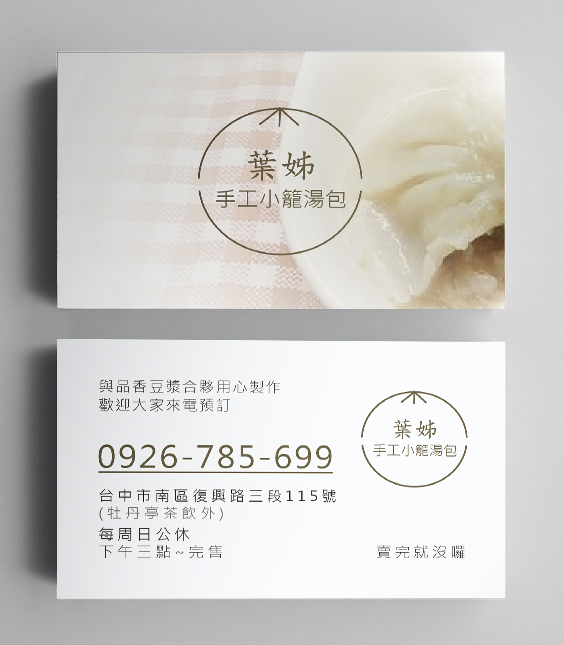 葉姊
手工小籠湯包
與品香豆漿合夥用心製作
歡迎大家來電預訂
0926-785-699
台中市南區復興路三段115號
(牡丹亭茶飲外)
每周日公休
下午三點~完售
葉姊
手工小籠湯包
賣完就沒囉